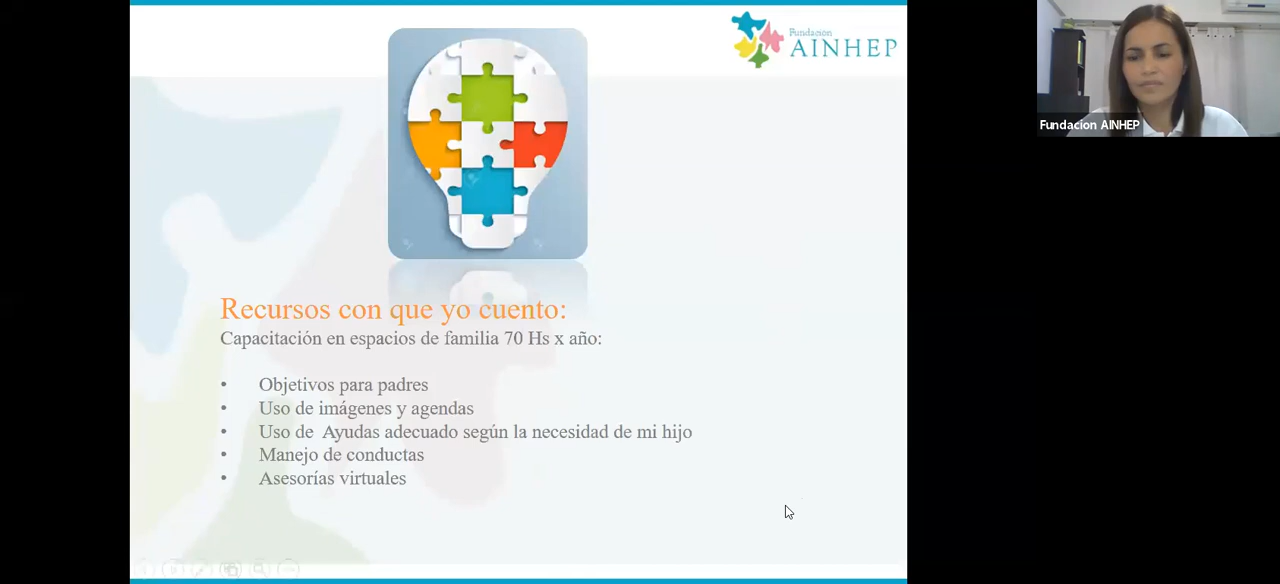 Fundacion
AINHEP
Fundacion AINHEP
Recursos con que yo cuento:
Capacitación en espacios de familia 70 Hs x año:
• Objetivos para padres
• Uso de imágenes y agendas
• Uso de Ayudas adecuado según la necesidad de mi hijo
• Manejo de conductas
• Asesorías virtuales